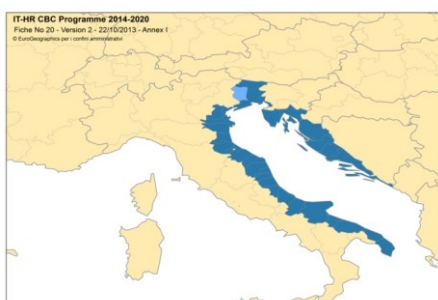 IT-HR CBC Programme 2014-2020
Fiche No 20 - Version 2 - 22/10/2013 - Annex I
© EuroGeographics per i confini amministrativi